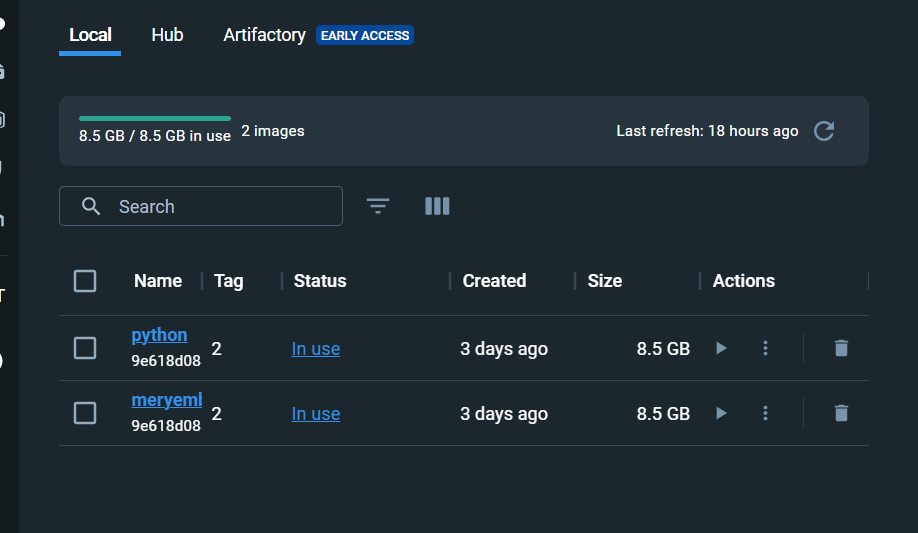 Local Hub Artifactory EARLY ACCESS
8.5 GB / 8.5 GB in use 2 images Last refresh: 18 hours ago
Search
Name Tag Status Created Size Actions
python
9e618d08 2 In use 3 days ago 8.5 GB
meryeml
9e618d08 2 In use 3 days ago 8.5 GB